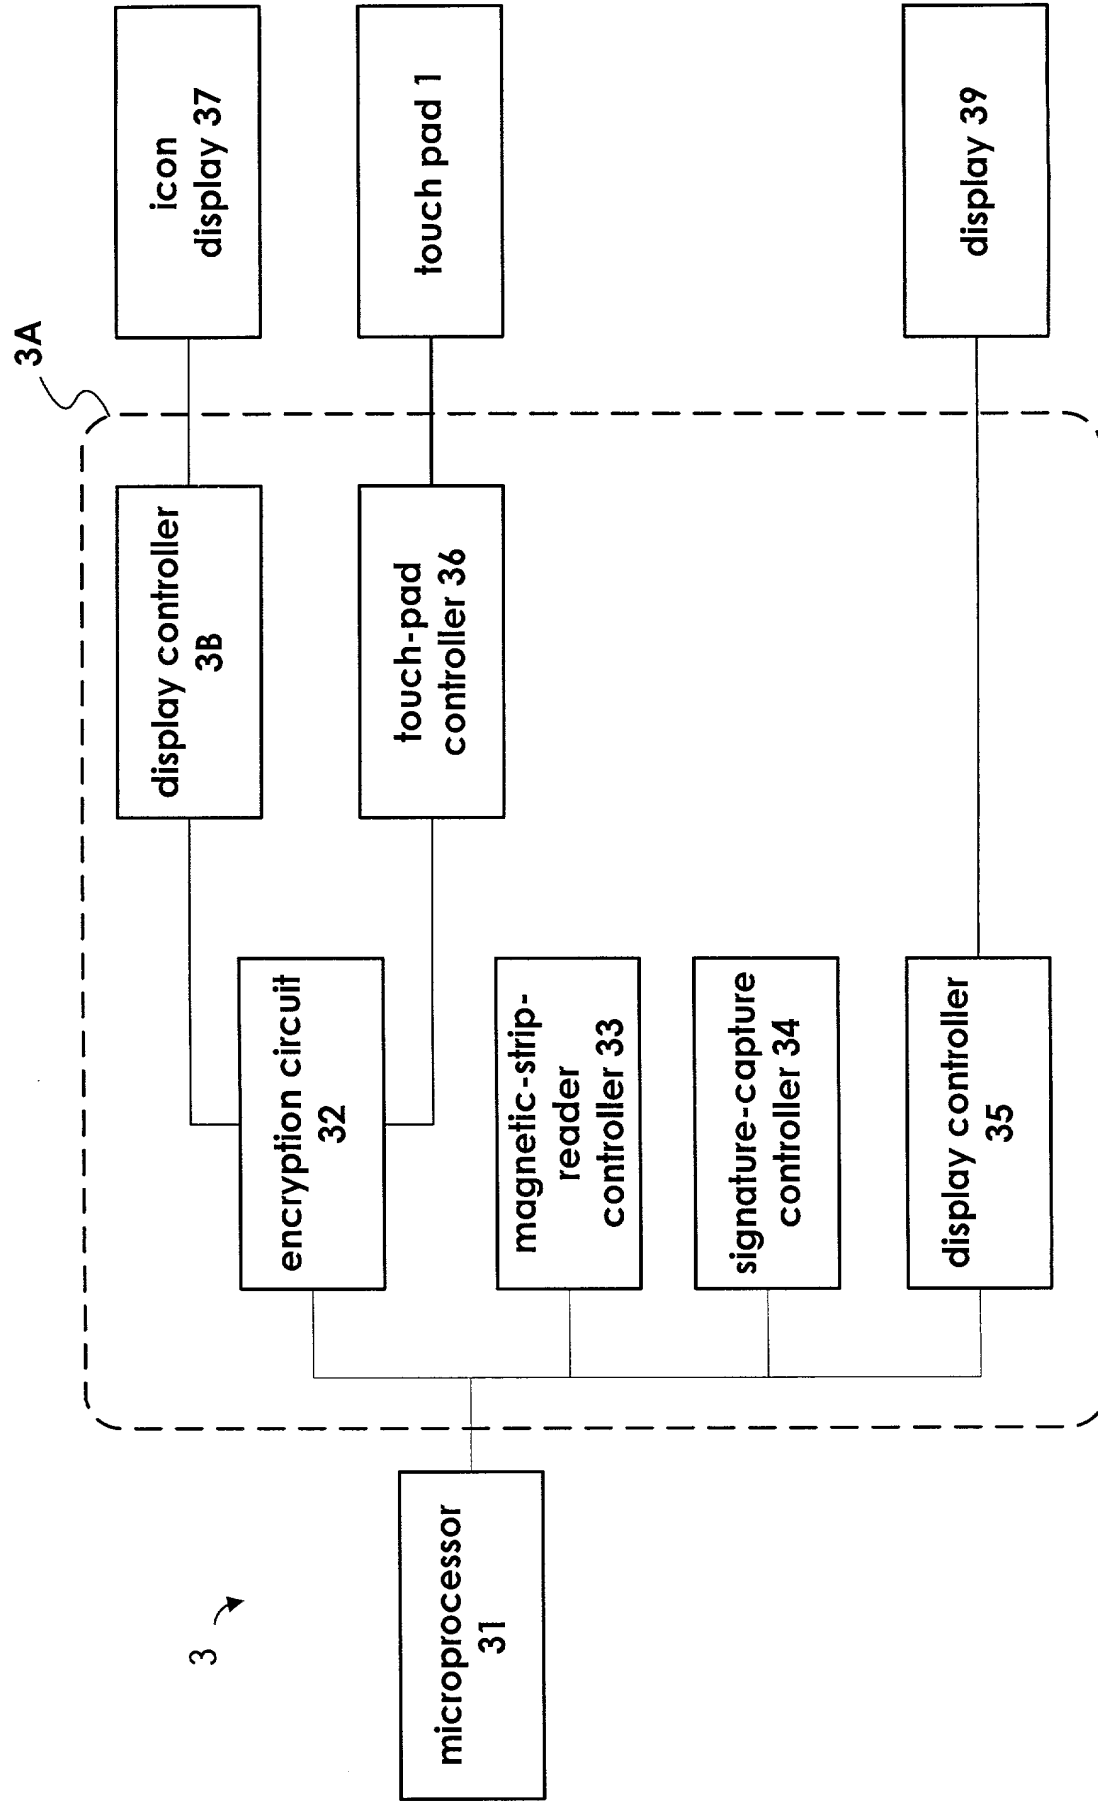 3
microprocessor
31
3A
encryption circuit
32
magnetic-strip-
reader
controller 33
signature-capture
controller 34
display controller
35
display controller
3B
touch-pad
controller 36
icon
display 37
touch pad 1
display 39